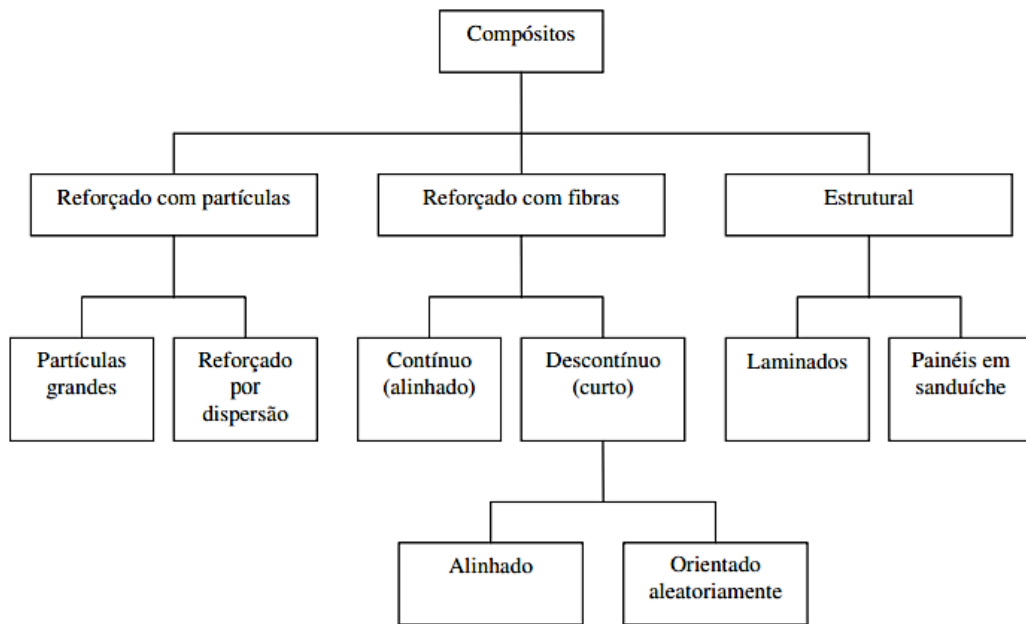 Compósitos
Reforçado com partículas
Reforçado com fibras
Estrutural
Partículas
grandes
Reforçado
por
dispersão
Contínuo
(alinhado)
Descontínuo
(curto)
Laminados
Painéis em
sanduíche
Alinhado
Orientado
aleatoriamente